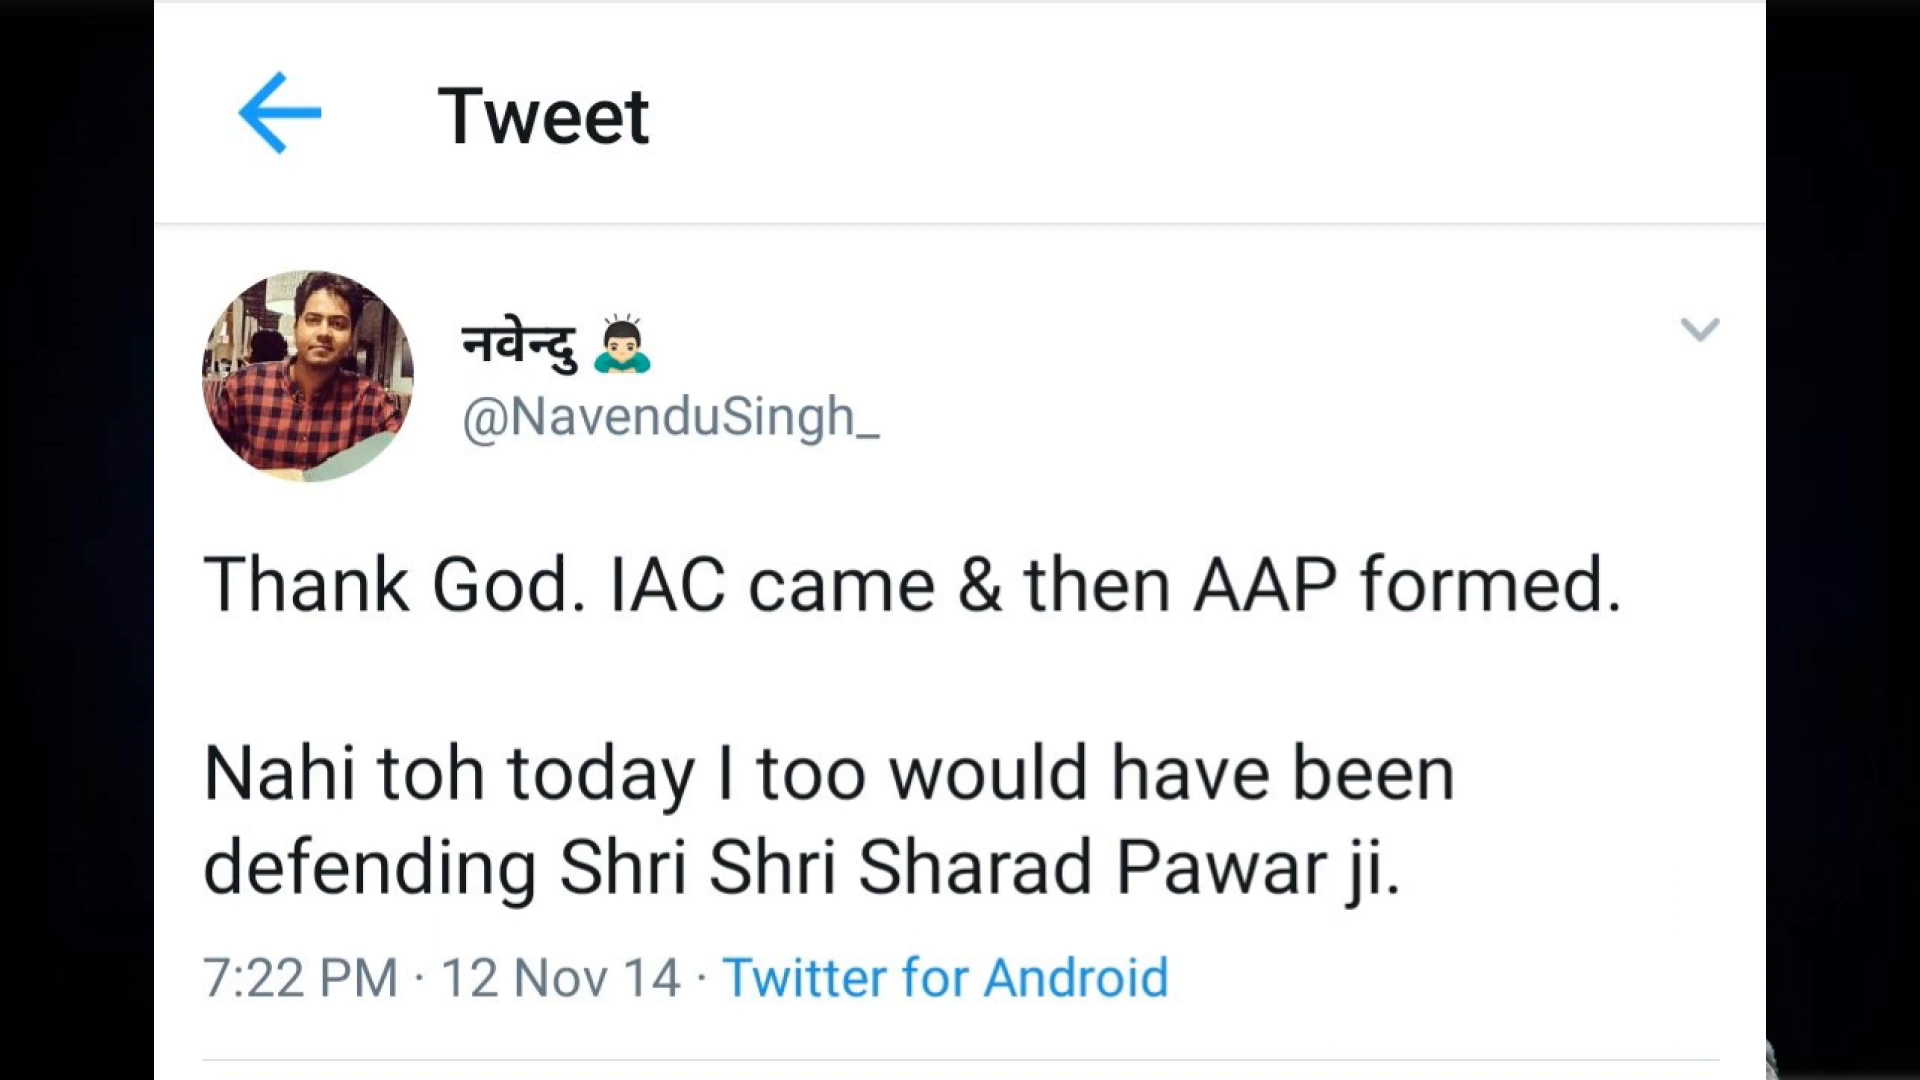 Tweet
नवेन्दु
@NavenduSingh_
Thank God. IAC came & then AAP formed.
Nahi toh today I too would have been
defending Shri Shri Sharad Pawar ji.
7:22 PM · 12 Nov 14 · Twitter for Android